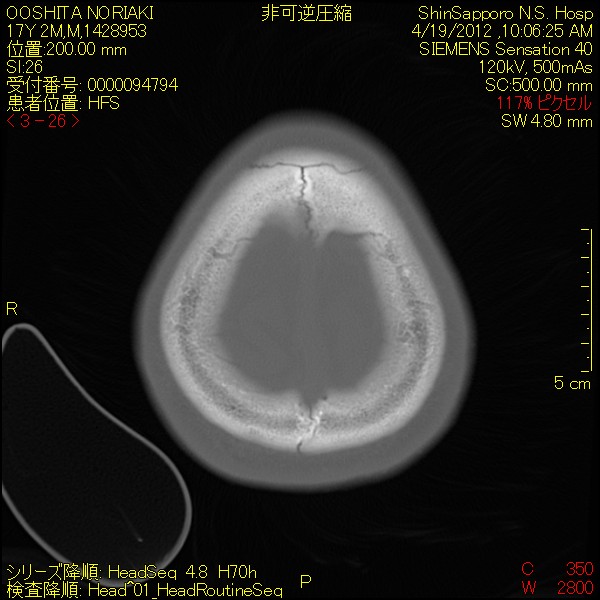 OOSHITA NORIAKI
17Y 2M,M,1428953
位置:200.00 mm
SI:26
受付番号: 0000094794
患者位置: HFS
< 3 - 26 >
非可逆圧縮
ShinSapporo N.S. Hosp
4/19/2012 ,10:06:25 AM
SIEMENS Sensation 40
120kV, 500mAs
SC:500.00 mm
117% ピクセル
SW 4.80 mm
R
5 cm
シリーズ降順: HeadSeq 4.8 H70h
検査降順: Head^01_HeadRoutineSeq
P
C 350
W 2800